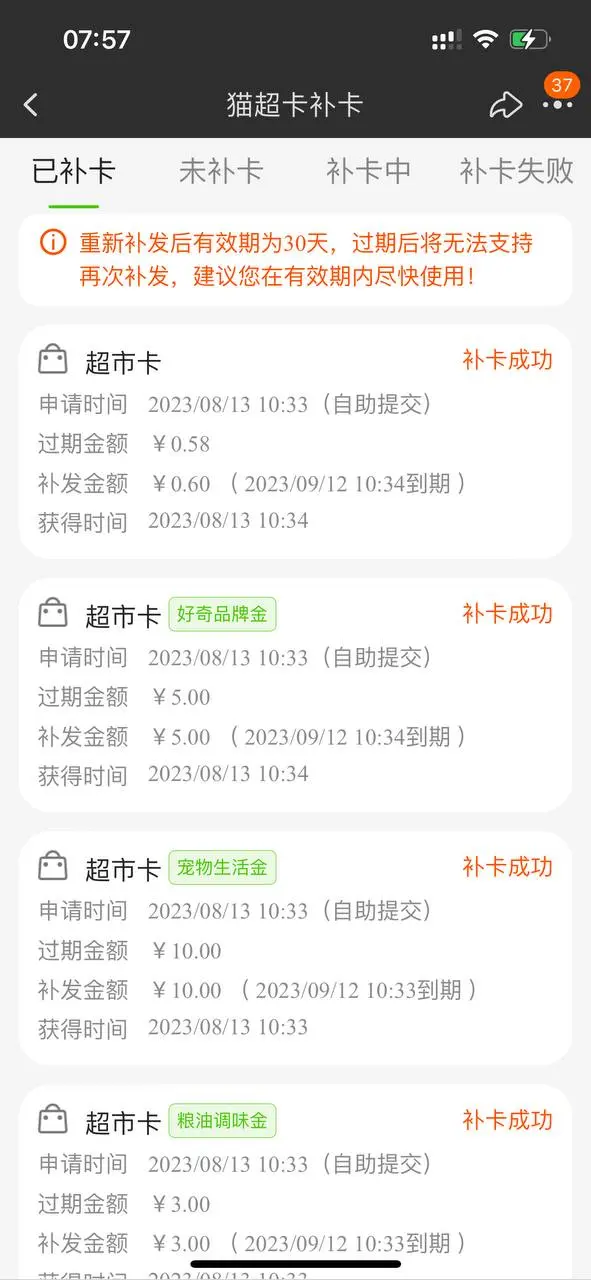 07:57
猫超卡补卡
37
已补卡 未补卡 补卡中 补卡失败
重新补发后有效期为30天，过期后将无法支持
再次补发，建议您在有效期内尽快使用！
超市卡 补卡成功
申请时间 2023/08/13 10:33（自助提交）
过期金额 ￥0.58
补发金额 ￥0.60 （ 2023/09/12 10:34到期 ）
获得时间 2023/08/13 10:34
超市卡 好奇品牌金 补卡成功
申请时间 2023/08/13 10:33（自助提交）
过期金额 ￥5.00
补发金额 ￥5.00 （ 2023/09/12 10:34到期 ）
获得时间 2023/08/13 10:34
超市卡 宠物生活金 补卡成功
申请时间 2023/08/13 10:33（自助提交）
过期金额 ￥10.00
补发金额 ￥10.00 （ 2023/09/12 10:33到期 ）
获得时间 2023/08/13 10:33
超市卡 粮油调味金 补卡成功
申请时间 2023/08/13 10:33（自助提交）
过期金额 ￥3.00
补发金额 ￥3.00 （ 2023/09/12 10:33到期 ）